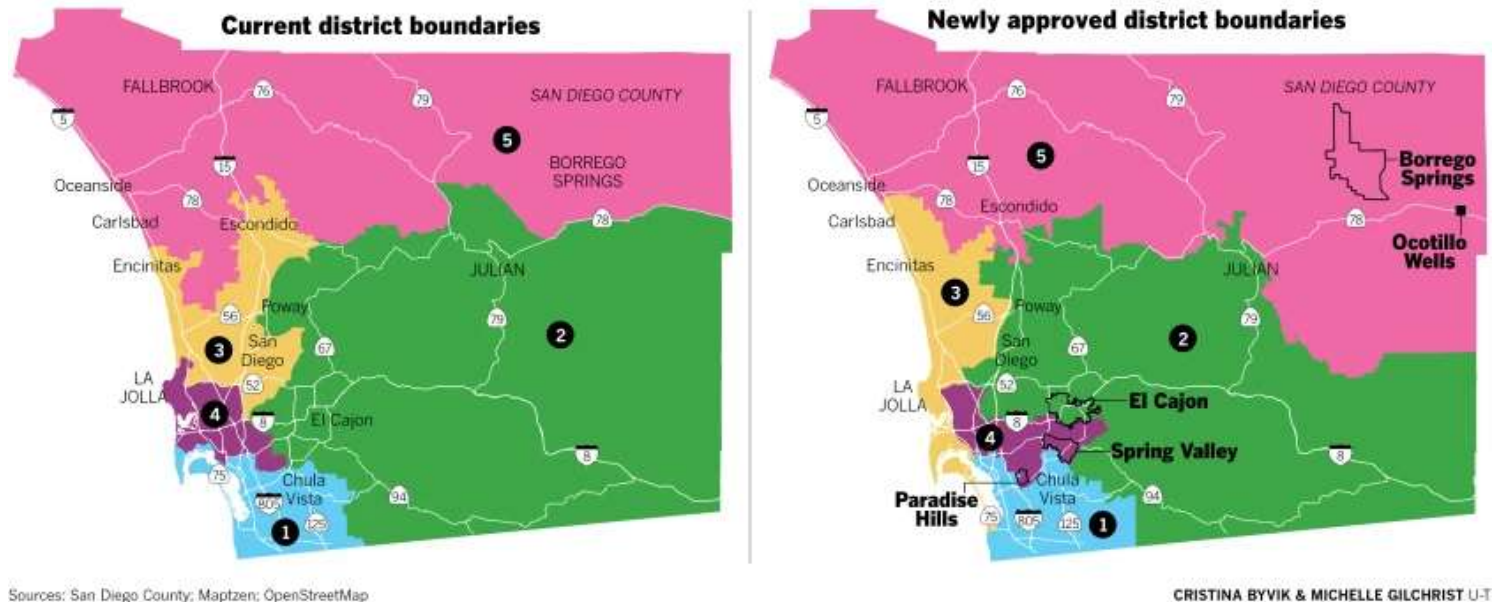 Current district boundaries
FALLBROOK
76
79
SAN DIEGO COUNTY
5
5
15
BORREGO
SPRINGS
Oceanside
78
78
Carlsbad
Escondido
Encinitas
JULIAN
Poway
56
79
2
3
San
Diego
67
LA
JOLLA
52
4
8
El Cajon
8
75
Chula
Vista
94
805
125
1
Newly approved district boundaries
FALLBROOK
76
79
SAN DIEGO COUNTY
5
5
15
Borrego
Springs
Oceanside
78
Escondido
78
Carlsbad
Ocotillo
Wells
Encinitas
JULIAN
3
Poway
56
79
San
Diego
67
2
LA
JOLLA
52
El Cajon
8
4
Spring Valley
8
Chula
Vista
Paradise
Hills
94
75
805
125
1
Sources: San Diego County; Maptzen; OpenStreetMap
CRISTINA BYVIK & MICHELLE GILCHRIST U-T